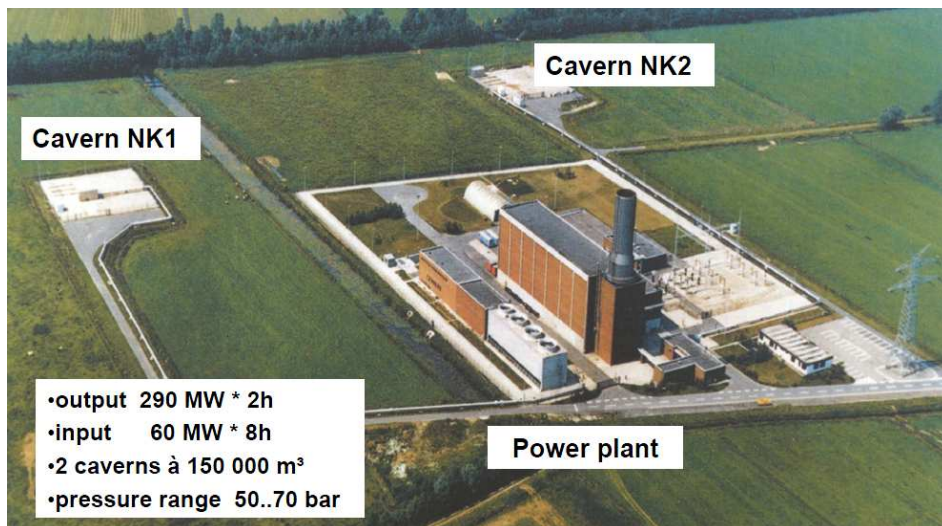 Cavern NK2
Cavern NK1
•output 290 MW * 2h
•input 60 MW * 8h
•2 caverns à 150 000 m³
•pressure range 50..70 bar
Power plant